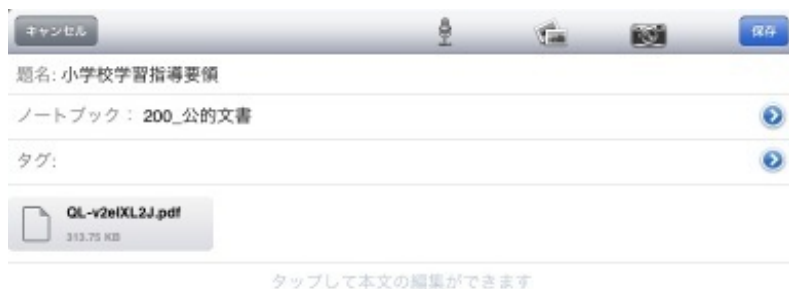 キャンセル 保存
題名: 小学校学習指導要領
ノートブック： 200_公的文書
タグ:
QL-v2elXL2J.pdf
313.75 KB
タップして本文の編集ができます